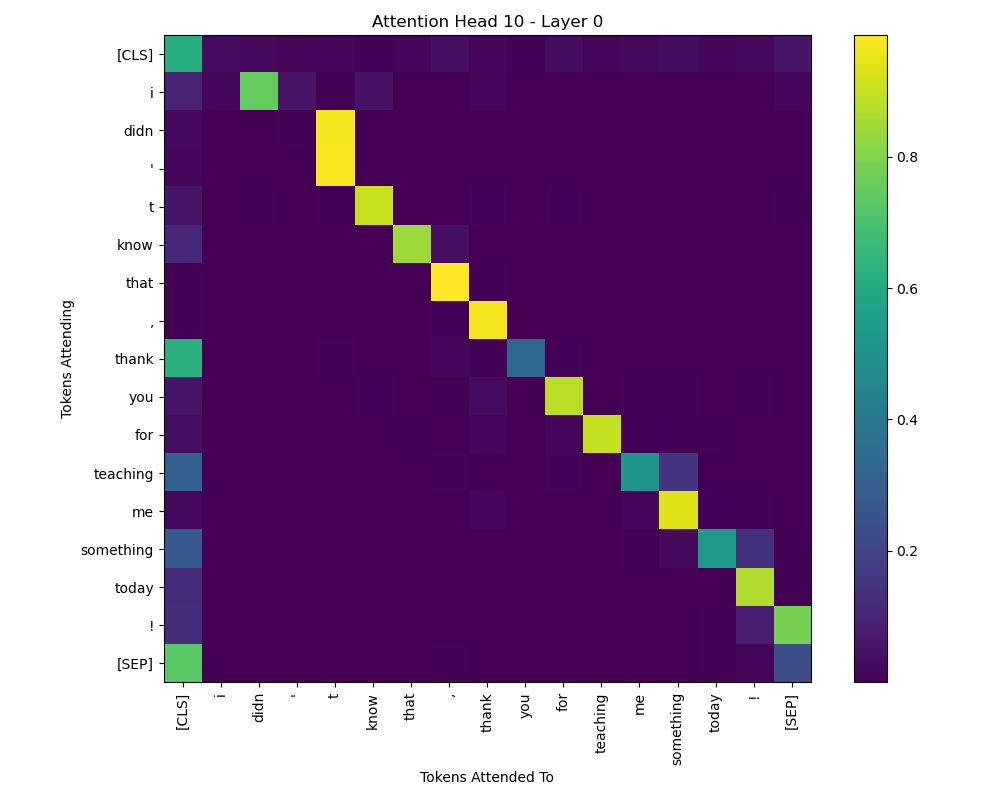 Attention Head 10 - Layer 0
[CLS]
i
didn
'
t
know
that
,
thank
you
for
teaching
me
something
today
!
[SEP]
Tokens Attending
[CLS]
i
didn
'
t
know
that
,
thank
you
for
teaching
me
something
today
!
[SEP]
Tokens Attended To
0.8
0.6
0.4
0.2